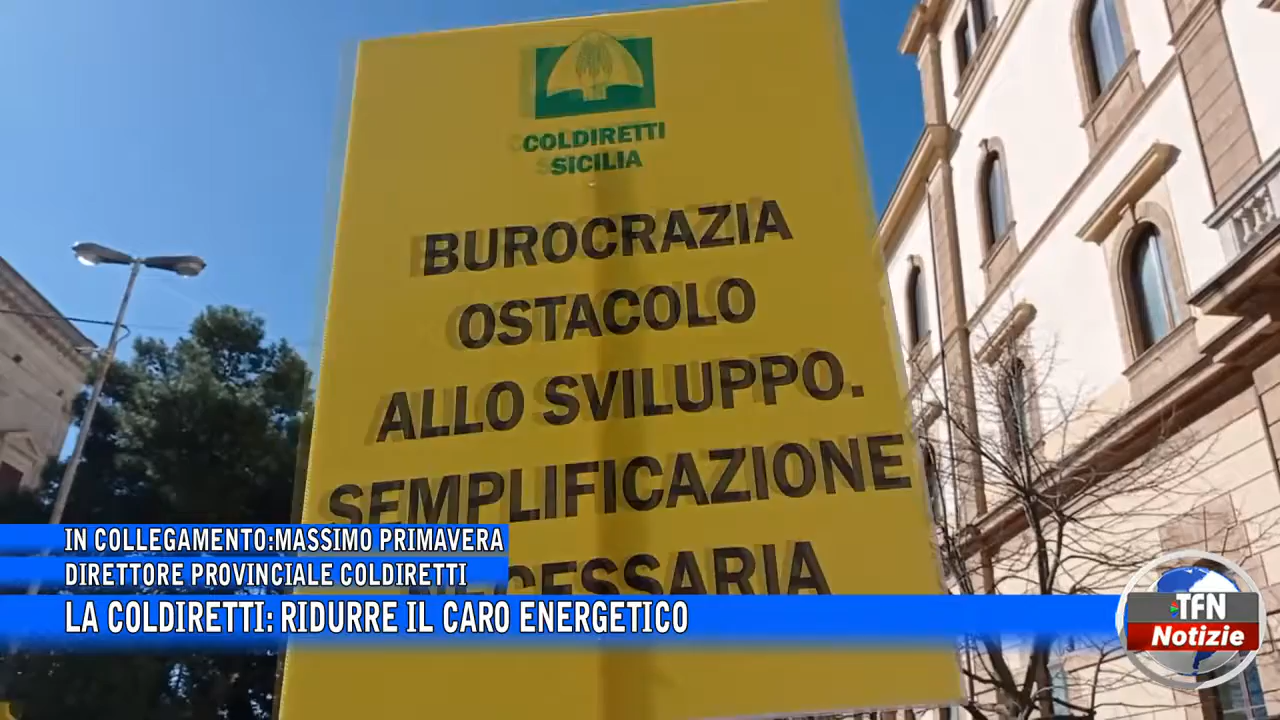 COLDIRETTI
SICILIA
BUROCRAZIA
OSTACOLO
ALLO SVILUPPO.
SEMPLIFICAZIONE
NECESSARIA
IN COLLEGAMENTO:MASSIMO PRIMAVERA
DIRETTORE PROVINCIALE COLDIRETTI
LA COLDIRETTI: RIDURRE IL CARO ENERGETICO
TFN
Notizie